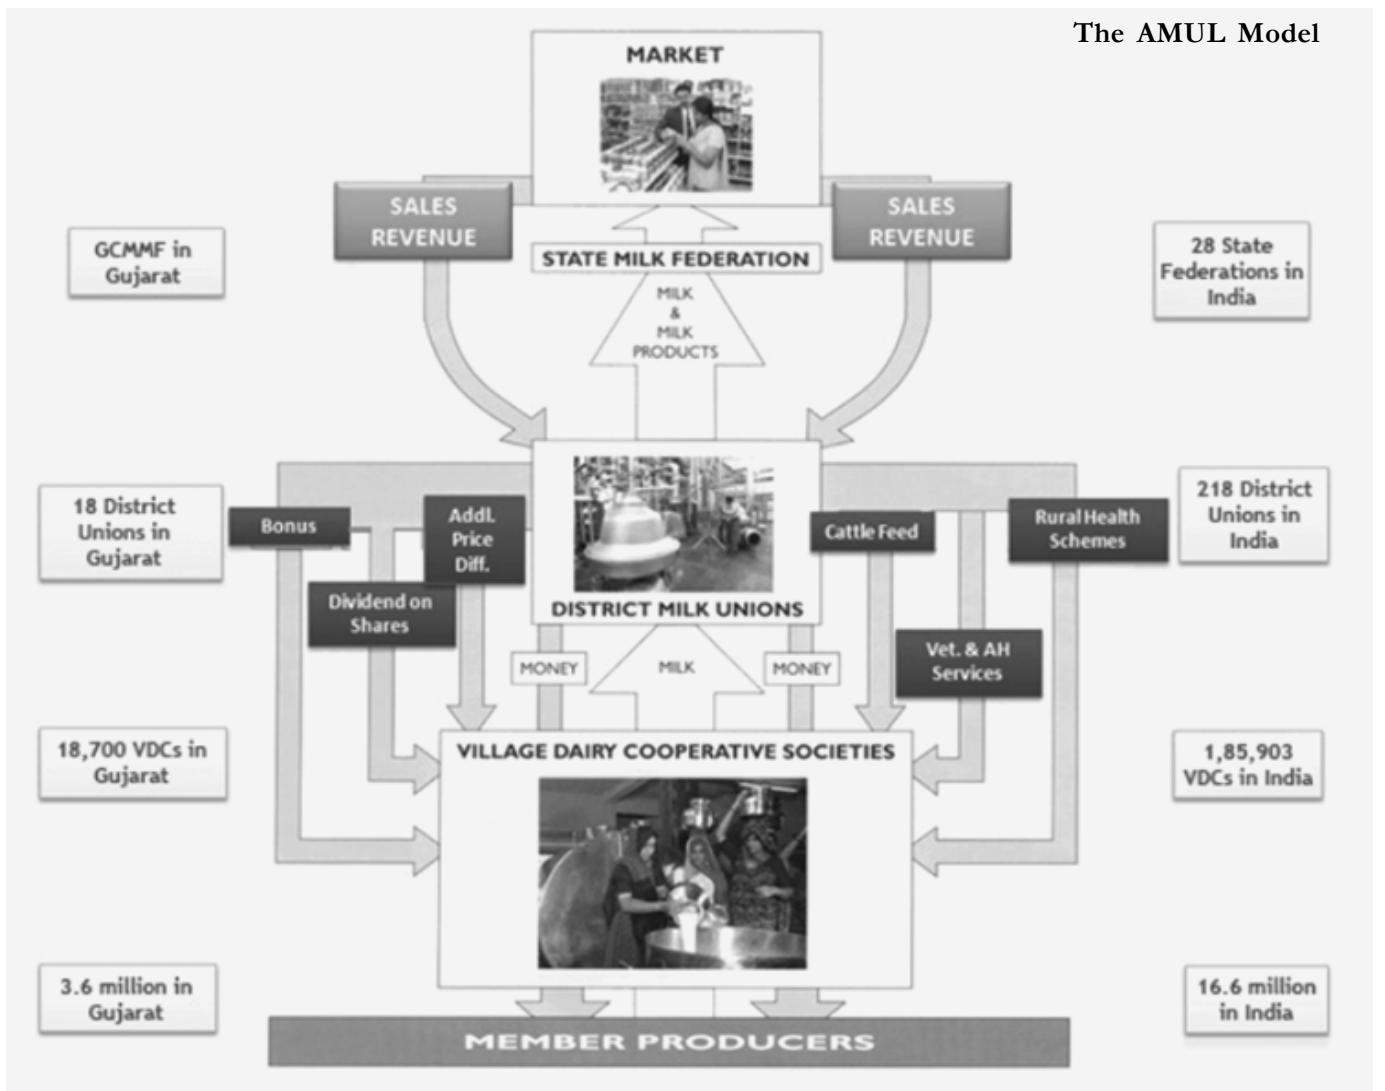 The AMUL Model
MARKET
SALES
REVENUE
SALES
REVENUE
GCMMF in
Gujarat
STATE MILK FEDERATION
28 State
Federations in
India
MILK
&
MILK
PRODUCTS
18 District
Unions in
Gujarat
Bonus
Addl.
Price
Diff.
Dividend on
Shares
Cattle Feed
Rural Health
Schemes
218 District
Unions in
India
DISTRICT MILK UNIONS
Vet. & AH
Services
MONEY
MILK
MONEY
18,700 VDCs in
Gujarat
VILLAGE DAIRY COOPERATIVE SOCIETIES
1,85,903
VDCs in India
3.6 million in
Gujarat
16.6 million
in India
MEMBER PRODUCERS